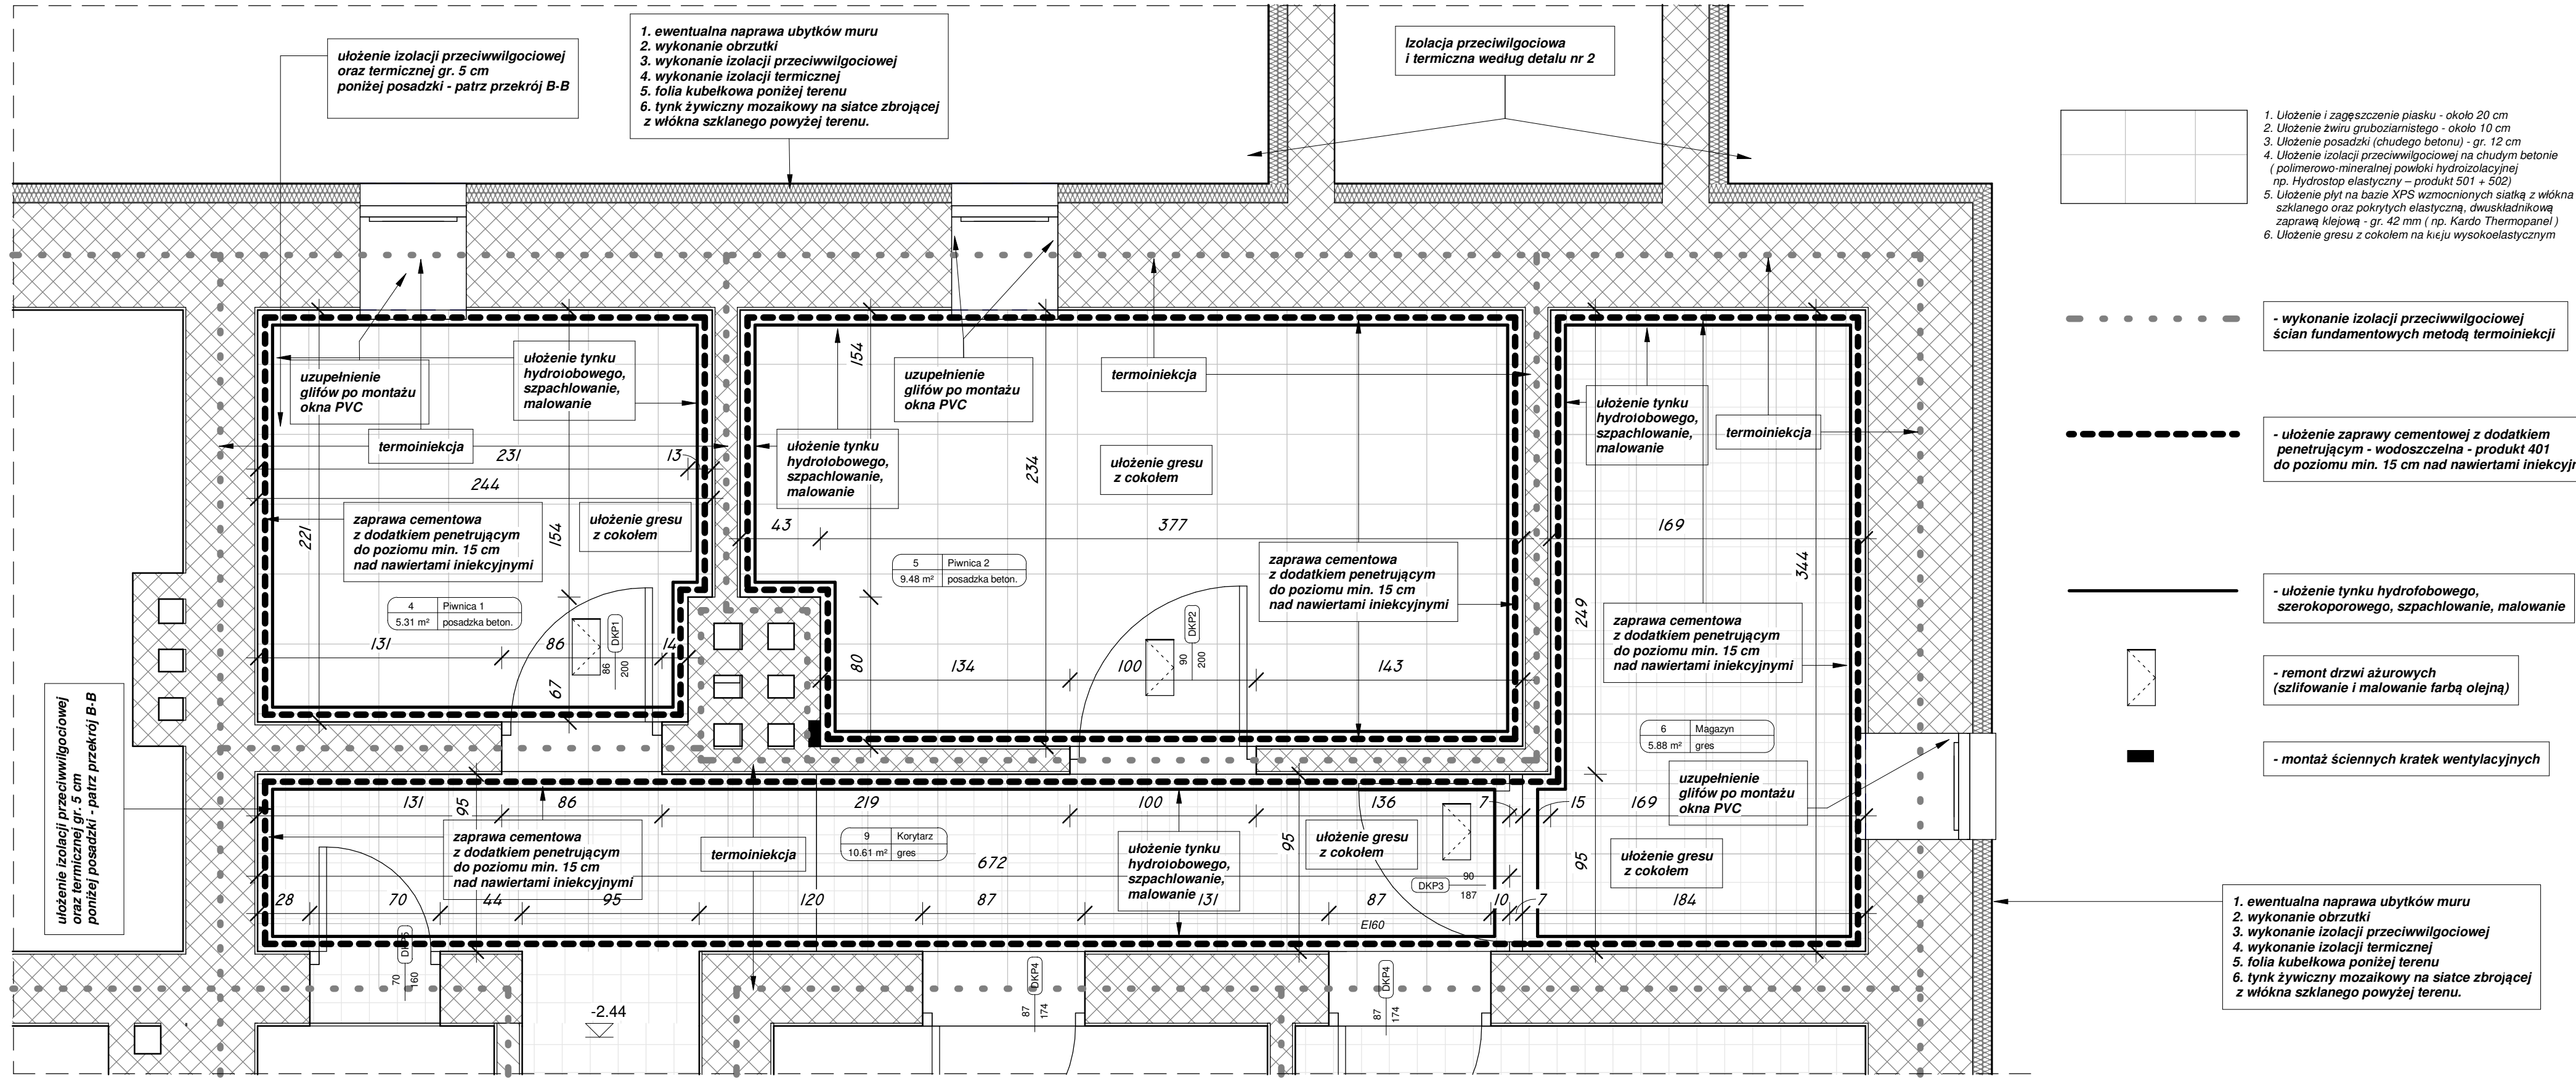 ułożenie izolacji przeciwwilgociowej
oraz termicznej gr. 5 cm
poniżej posadzki - patrz przekrój B-B
1. ewentualna naprawa ubytków muru
2. wykonanie obrzutki
3. wykonanie izolacji przeciwwilgociowej
4. wykonanie izolacji termicznej
5. folia kubełkowa poniżej terenu
6. tynk żywiczny mozaikowy na siatce zbrojącej
z włókna szklanego powyżej terenu.
Izolacja przeciwilgociowa
i termiczna według detalu nr 2
1. Ułożenie i zagęszczenie piasku - około 20 cm
2. Ułożenie żwiru gruboziarnistego - około 10 cm
3. Ułożenie posadzki (chudego betonu) - gr. 12 cm
4. Ułożenie izolacji przeciwwilgociowej na chudym betonie
( polimerowo-mineralnej powłoki hydroizolacyjnej
np. Hydrostop elastyczny – produkt 501 + 502)
5. Ułożenie płyt na bazie XPS wzmocnionych siatką z włókna
szklanego oraz pokrytych elastyczną, dwuskładnikową
zaprawą klejową - gr. 42 mm ( np. Kardo Thermopanel )
6. Ułożenie gresu z cokołem na kleju wysokoelastycznym
- wykonanie izolacji przeciwwilgociowej
ścian fundamentowych metodą termoiniekcji
- ułożenie zaprawy cementowej z dodatkiem
penetrującym - wodoszczelna - produkt 401
do poziomu min. 15 cm nad nawiertami
- ułożenie tynku hydrofobowego,
szerokoporowego, szpachlowanie, malowanie
- remont drzwi ażurowych
(szlifowanie i malowanie farbą olejną)
- montaż ściennych kratek wentylacyjnych
1. ewentualna naprawa ubytków muru
2. wykonanie obrzutki
3. wykonanie izolacji przeciwwilgociowej
4. wykonanie izolacji termicznej
5. folia kubełkowa poniżej terenu
6. tynk żywiczny mozaikowy na siatce zbrojącej
z włókna szklanego powyżej terenu.
uzupełnienie
glifów po montażu
okna PVC
ułożenie tynku
hydrofobowego,
szpachlowanie,
malowanie
termoiniekcja
231
13
244
221
154
zaprawa cementowa
z dodatkiem penetrującym
do poziomu min. 15 cm
nad nawiertami iniekcyjnymi
ułożenie gresu
z cokołem
4 Piwnica 1
5.31 m² posadzka beton.
131
86
14
67
DKP1
86
200
154
ułożenie tynku
hydrofobowego,
szpachlowanie,
malowanie
uzupełnienie
glifów po montażu
okna PVC
termoiniekcja
234
ułożenie gresu
z cokołem
43
377
5 Piwnica 2
9.48 m² posadzka beton.
zaprawa cementowa
z dodatkiem penetrującym
do poziomu min. 15 cm
nad nawiertami iniekcyjnymi
80
134
100
143
DKP2
90
200
ułożenie tynku
hydrofobowego,
szpachlowanie,
malowanie
termoiniekcja
169
344
249
zaprawa cementowa
z dodatkiem penetrującym
do poziomu min. 15 cm
nad nawiertami iniekcyjnymi
6 Magazyn
5.88 m² gres
uzupełnienie
glifów po montażu
okna PVC
169
15
7
95
ułożenie gresu
z cokołem
184
ułożenie izolacji przeciwwilgociowej
oraz termicznej gr. 5 cm
poniżej posadzki - patrz przekrój B-B
131
95
86
219
100
136
zaprawa cementowa
z dodatkiem penetrującym
do poziomu min. 15 cm
nad nawiertami iniekcyjnymi
termoiniekcja
9 Korytarz
10.61 m² gres
672
ułożenie tynku
hydrofobowego,
szpachlowanie,
malowanie
95
ułożenie gresu
z cokołem
DKP3
90
187
28
70
44
95
120
87
131
87
10
7
EI60
70
160
-2.44
DKP4
87
174
DKP4
87
174